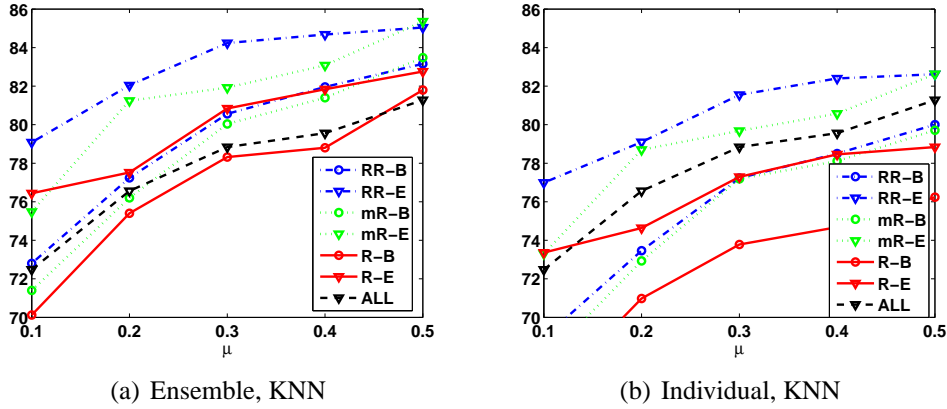 86
84
82
80
78
76
74
72
70
0.1 0.2 0.3 0.4 0.5
μ
RR-B
RR-E
mR-B
mR-E
R-B
R-E
ALL
(a) Ensemble, KNN
86
84
82
80
78
76
74
72
70
0.1 0.2 0.3 0.4 0.5
μ
RR-B
RR-E
mR-B
mR-E
R-B
R-E
ALL
(b) Individual, KNN